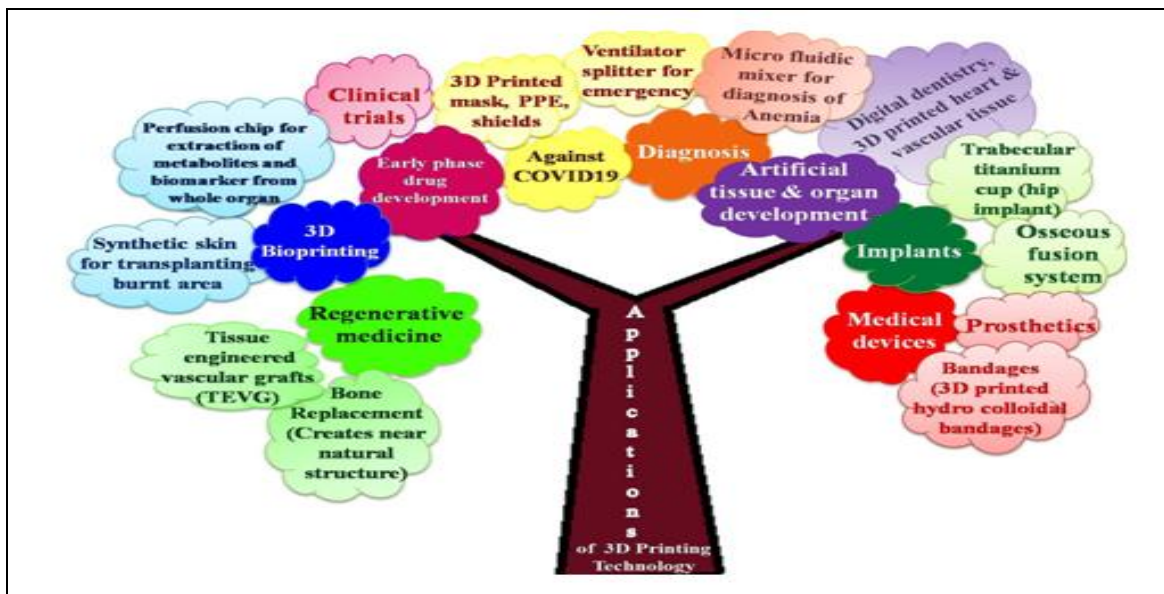 Clinical
trials
3D Printed
mask, PPE,
shields
Ventilator
splitter for
emergency
Micro fluidic
mixer for
diagnosis of
Anemia
Digital dentistry,
3D printed heart &
vascular tissue
Perfusion chip for
extraction of
metabolites and
biomarker from
whole organ
Early phase
drug
development
Against
COVID19
Diagnosis
Artificial
tissue & organ
development
Trabecular
titanium
cup (hip
implant)
Synthetic skin
for transplanting
burnt area
3D
Bioprinting
Implants
Osseous
fusion
system
Regenerative
medicine
Medical
devices
Prosthetics
Tissue
engineered
vascular grafts
(TEVG)
Bone
Replacement
(Creates near
natural
structure)
Bandages
(3D printed
hydro colloidal
bandages)
Applications
of 3D Printing
Technology